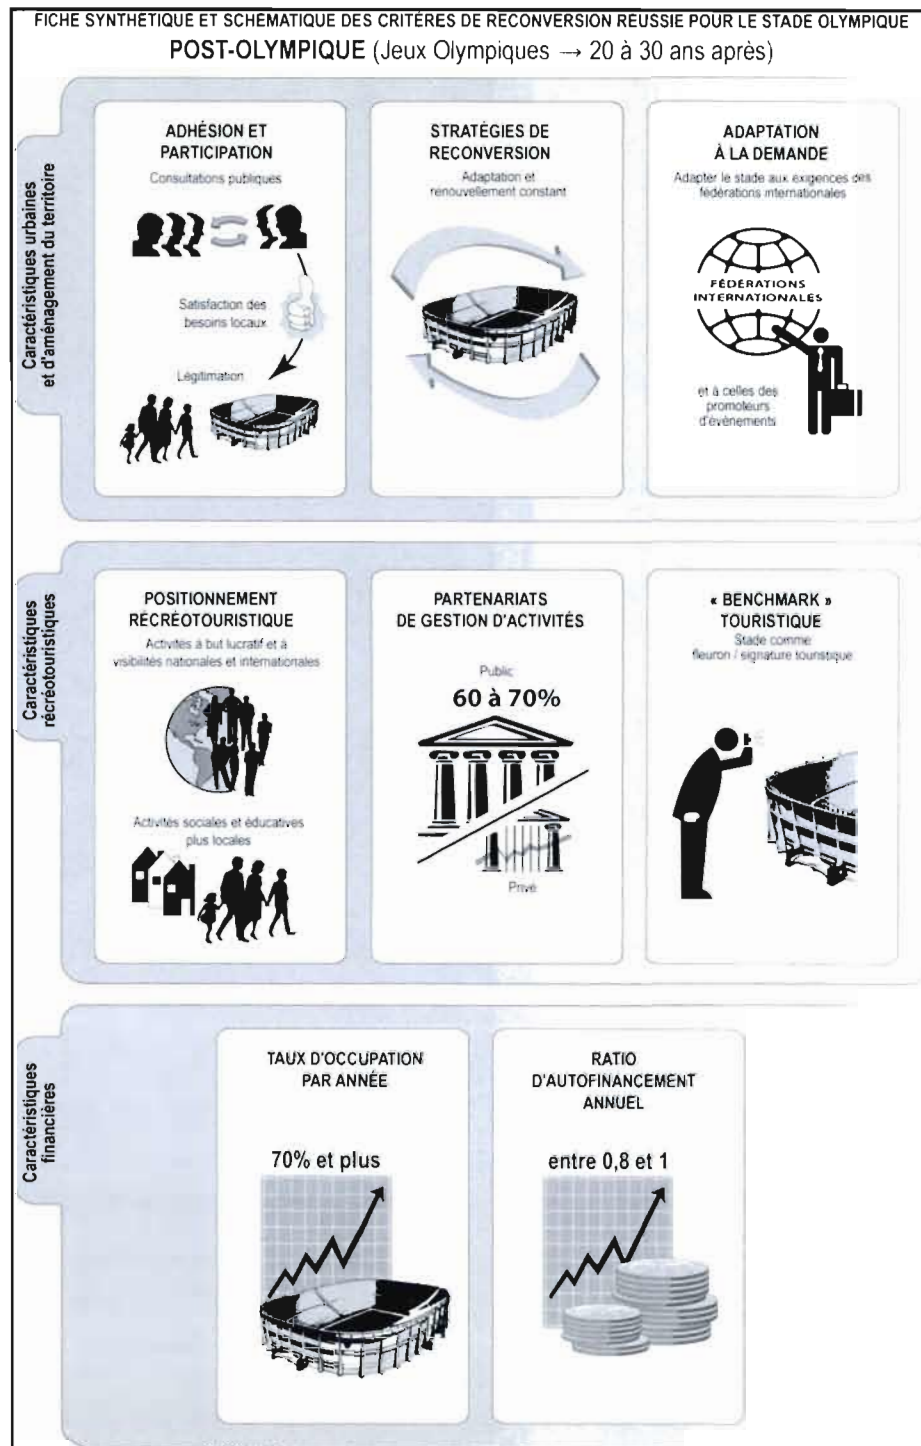 FICHE SYNTHÉTIQUE ET SCHÉMATIQUE DES CRITÈRES DE RECONVERSION RÉUSSIE POUR LE STADE OLYMPIQUE
POST-OLYMPIQUE (Jeux Olympiques → 20 à 30 ans après)
Caractéristiques urbaines
et d'aménagement du territoire
ADHÉSION ET
PARTICIPATION
Consultations publiques
Satisfaction des
besoins locaux
Légitimation
STRATÉGIES DE
RECONVERSION
Adaptation et
renouvellement constant
ADAPTATION
À LA DEMANDE
Adapter le stade aux exigences des
fédérations internationales
FÉDÉRATIONS
INTERNATIONALES
et à celles des
promoteurs
d'événements
Caractéristiques
récréotouristiques
POSITIONNEMENT
RÉCRÉOTOURISTIQUE
Activités à but lucratif et à
visibilités nationales et internationales
Activités sociales et éducatives
plus locales
PARTENARIATS
DE GESTION D'ACTIVITÉS
Public
60 à 70%
Privé
« BENCHMARK »
TOURISTIQUE
Stade comme
fleuron / signature touristique
Caractéristiques
financières
TAUX D'OCCUPATION
PAR ANNÉE
70% et plus
RATIO
D'AUTOFINANCEMENT
ANNUEL
entre 0,8 et 1